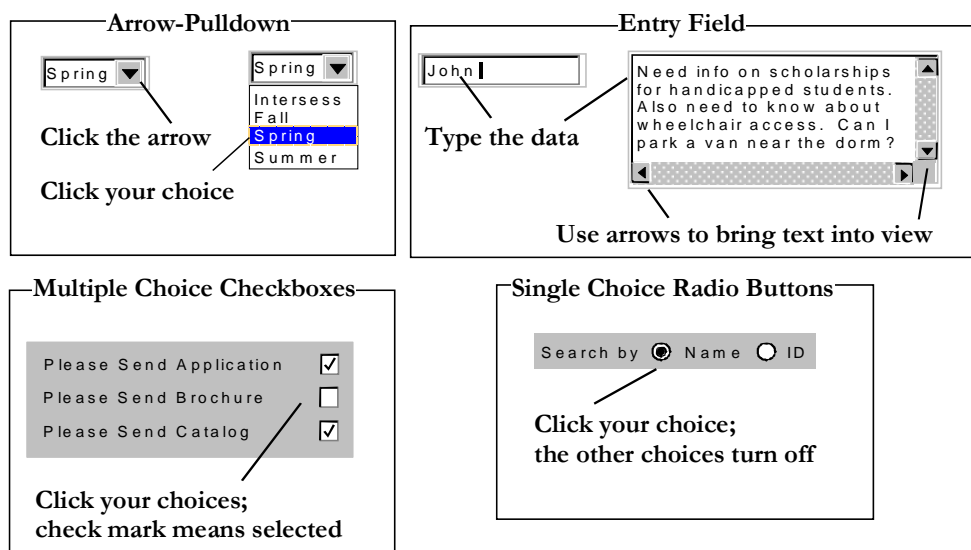 Arrow-Pulldown
Spring
Spring
Intersess
Fall
Spring
Summer
Click the arrow
Click your choice
Entry Field
John
Need info on scholarships
for handicapped students.
Also need to know about
wheelchair access. Can I
park a van near the dorm?
Type the data
Use arrows to bring text into view
Multiple Choice Checkboxes
Please Send Application
Please Send Brochure
Please Send Catalog
Click your choices;
check mark means selected
Single Choice Radio Buttons
Search by Name ID
Click your choice;
the other choices turn off